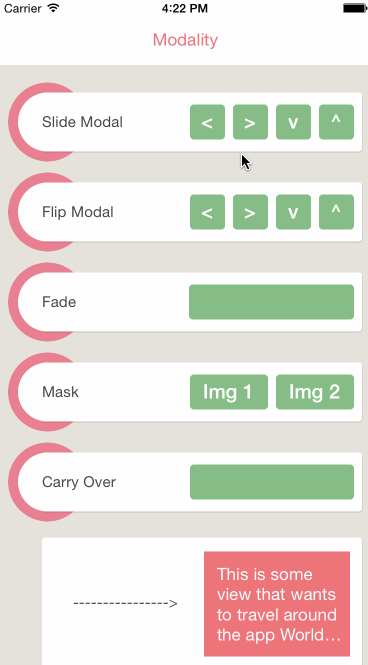 Carrier 4:22 PM
Modality
Slide Modal < > v ^
Flip Modal < > v ^
Fade
Mask Img 1 Img 2
Carry Over
----------------> 
This is some
view that wants
to travel around
the app World...